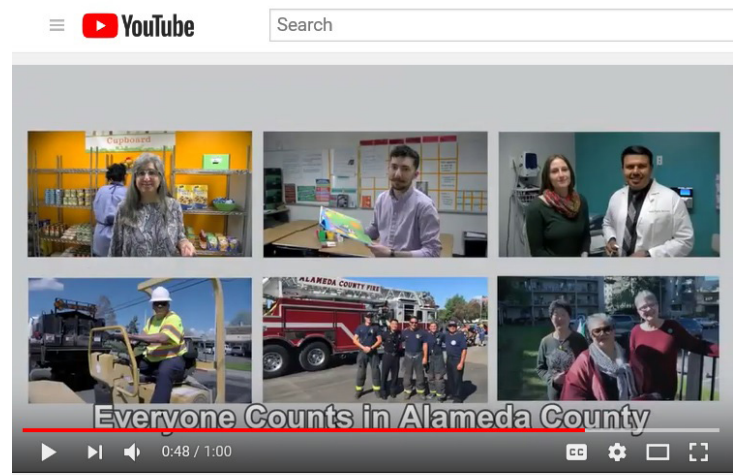 YouTube
Search
Cupboard
ALAMEDA COUNTY FIRE
Everyone Counts in Alameda County
0:48 / 1:00
CC